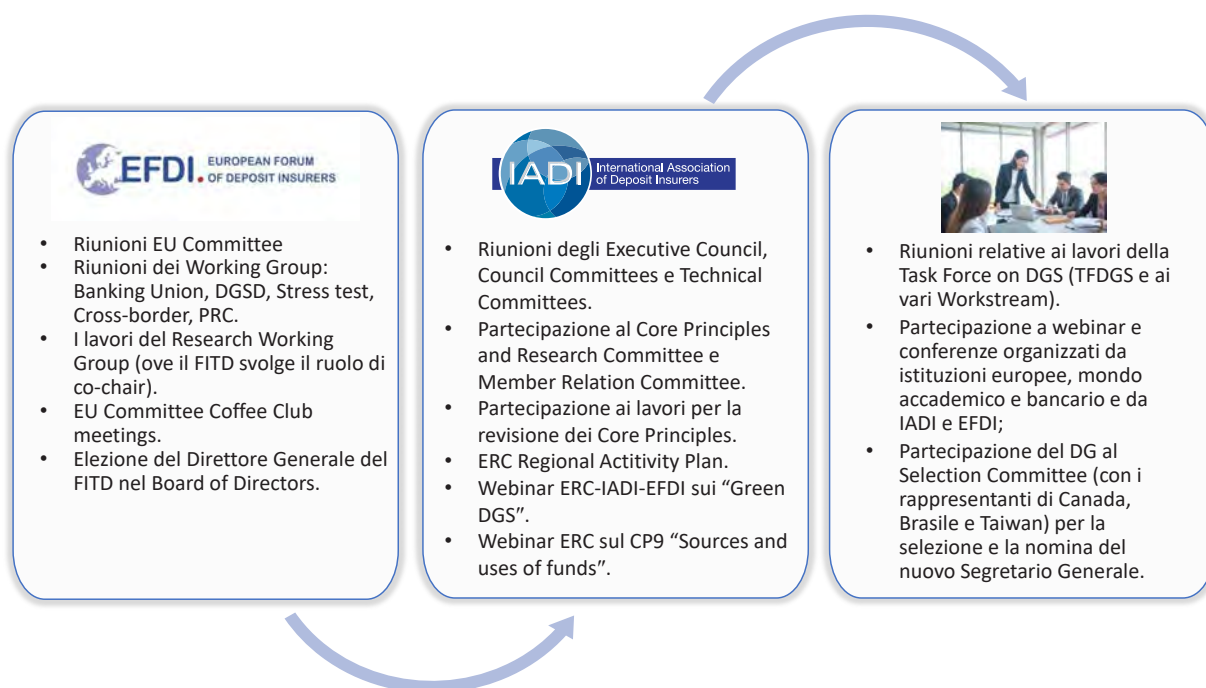 EFDI. EUROPEAN FORUM
OF DEPOSIT INSURERS
• Riunioni EU Committee
• Riunioni dei Working Group:
Banking Union, DGSD, Stress test,
Cross-border, PRC.
• I lavori del Research Working
Group (ove il FITD svolge il ruolo di
co-chair).
• EU Committee Coffee Club
meetings.
• Elezione del Direttore Generale del
FITD nel Board of Directors.
IADI International Association
of Deposit Insurers
• Riunioni degli Executive Council,
Council Committees e Technical
Committees.
• Partecipazione al Core Principles
and Research Committee e
Member Relation Committee.
• Partecipazione ai lavori per la
revisione dei Core Principles.
• ERC Regional Actitivity Plan.
• Webinar ERC-IADI-EFDI sui “Green
DGS”.
• Webinar ERC sul CP9 “Sources and
uses of funds”.
• Riunioni relative ai lavori della
Task Force on DGS (TFDGS e ai
vari Workstream).
• Partecipazione a webinar e
conferenze organizzati da
istituzioni europee, mondo
accademico e bancario e da
IADI e EFDI;
• Partecipazione del DG al
Selection Committee (con i
rappresentanti di Canada,
Brasile e Taiwan) per la
selezione e la nomina del
nuovo Segretario Generale.